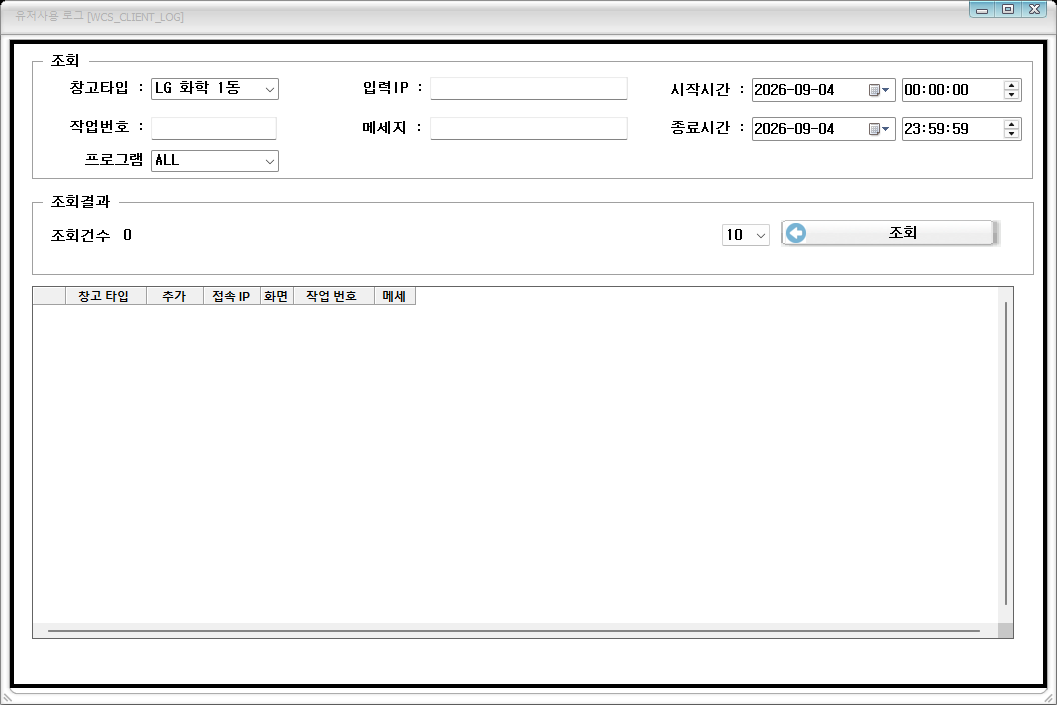 유저사용 로그 [WCS_CLIENT_LOG]
조회
창고타입 : LG 화학 1동 입력IP : 시작시간 : 2026-09-04 00:00:00
작업번호 : 메세지 : 종료시간 : 2026-09-04 23:59:59
프로그램 ALL
조회결과
조회건수 0 10 조회
창고 타입 추가 접속 IP 화면 작업 번호 메세